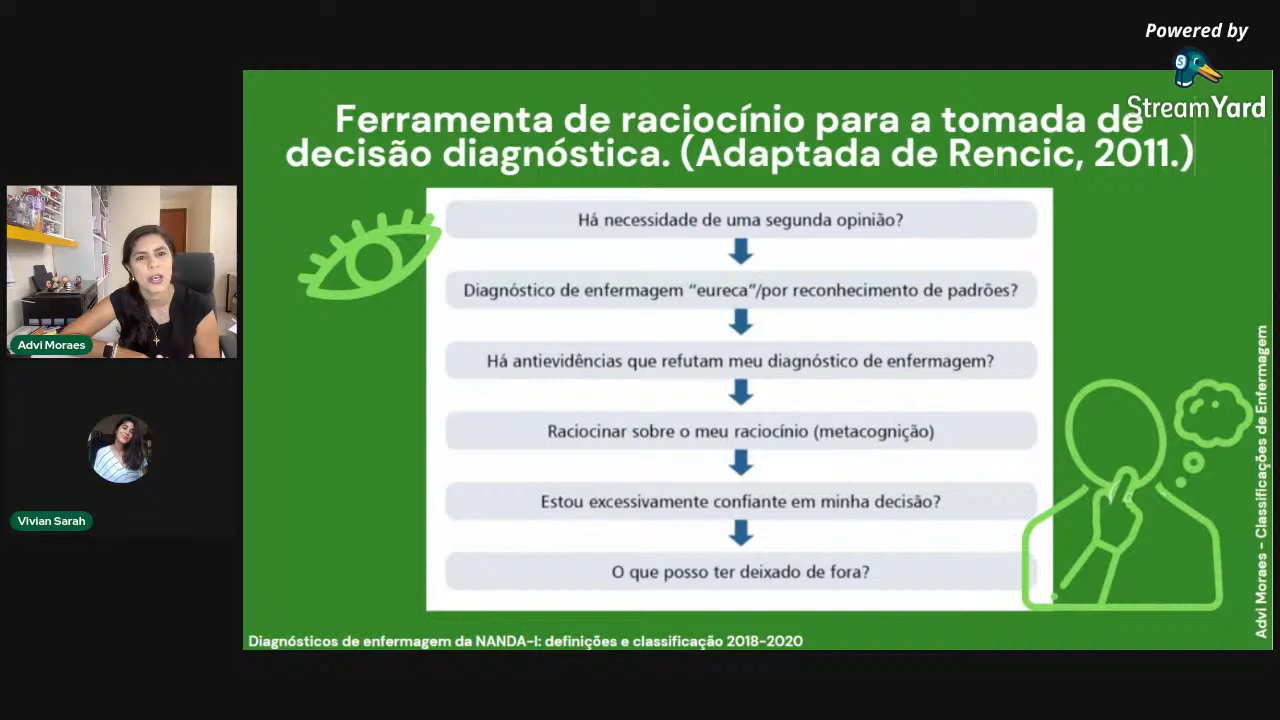 Powered by
StreamYard
Ferramenta de raciocínio para a tomada de
decisão diagnóstica. (Adaptada de Rencic, 2011.)
Há necessidade de uma segunda opinião?
Diagnóstico de enfermagem “eureca”/por reconhecimento de padrões?
Há antievidências que refutam meu diagnóstico de enfermagem?
Raciocinar sobre o meu raciocínio (metacognição)
Estou excessivamente confiante em minha decisão?
O que posso ter deixado de fora?
Diagnósticos de enfermagem da NANDA-I: definições e classificação 2018-2020
Advi Moraes - Classificações de Enfermagem
Advi Moraes
Vivian Sarah